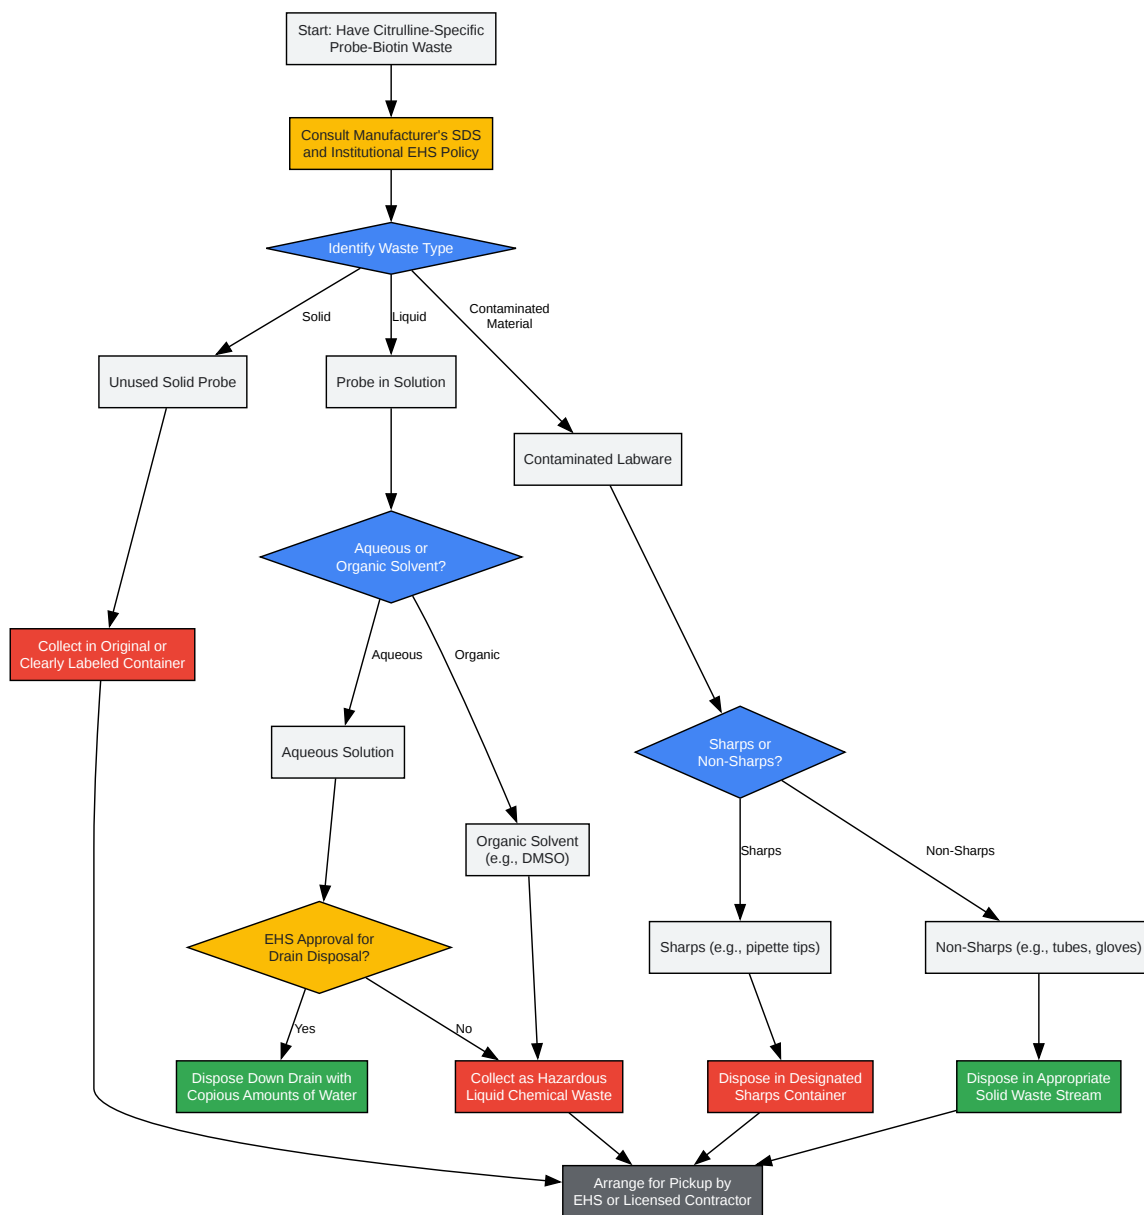 Start: Have Citrulline-Specific
Probe-Biotin Waste
Consult Manufacturer's SDS
and Institutional EHS Policy
Identify Waste Type
Solid
Liquid
Contaminated
Material
Unused Solid Probe
Probe in Solution
Contaminated Labware
Aqueous or
Organic Solvent?
Collect in Original or
Clearly Labeled Container
Aqueous
Organic
Sharps or
Non-Sharps?
Aqueous Solution
Organic Solvent
(e.g., DMSO)
Sharps
Non-Sharps
EHS Approval for
Drain Disposal?
Sharps (e.g., pipette tips)
Non-Sharps (e.g., tubes, gloves)
Yes
No
Dispose Down Drain with
Copious Amounts of Water
Collect as Hazardous
Liquid Chemical Waste
Dispose in Designated
Sharps Container
Dispose in Appropriate
Solid Waste Stream
Arrange for Pickup by
EHS or Licensed Contractor